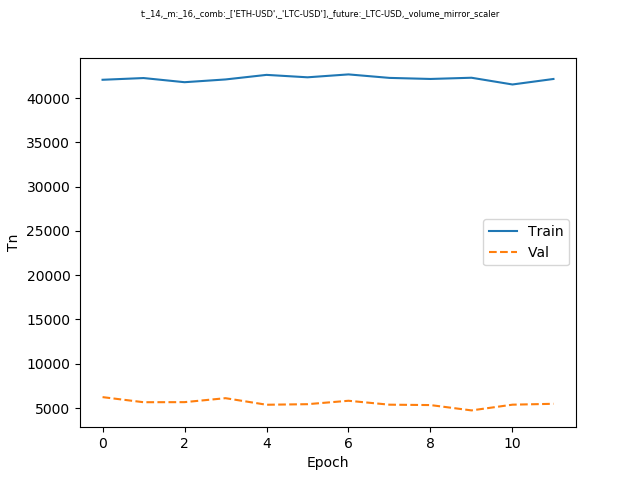 t:_14,_m:_16,_comb:_['ETH-USD',_'LTC-USD'],_future:_LTC-USD,_volume_mirror_scaler
40000
35000
30000
25000
20000
15000
10000
5000
Tn
Train
Val
0 2 4 6 8 10
Epoch